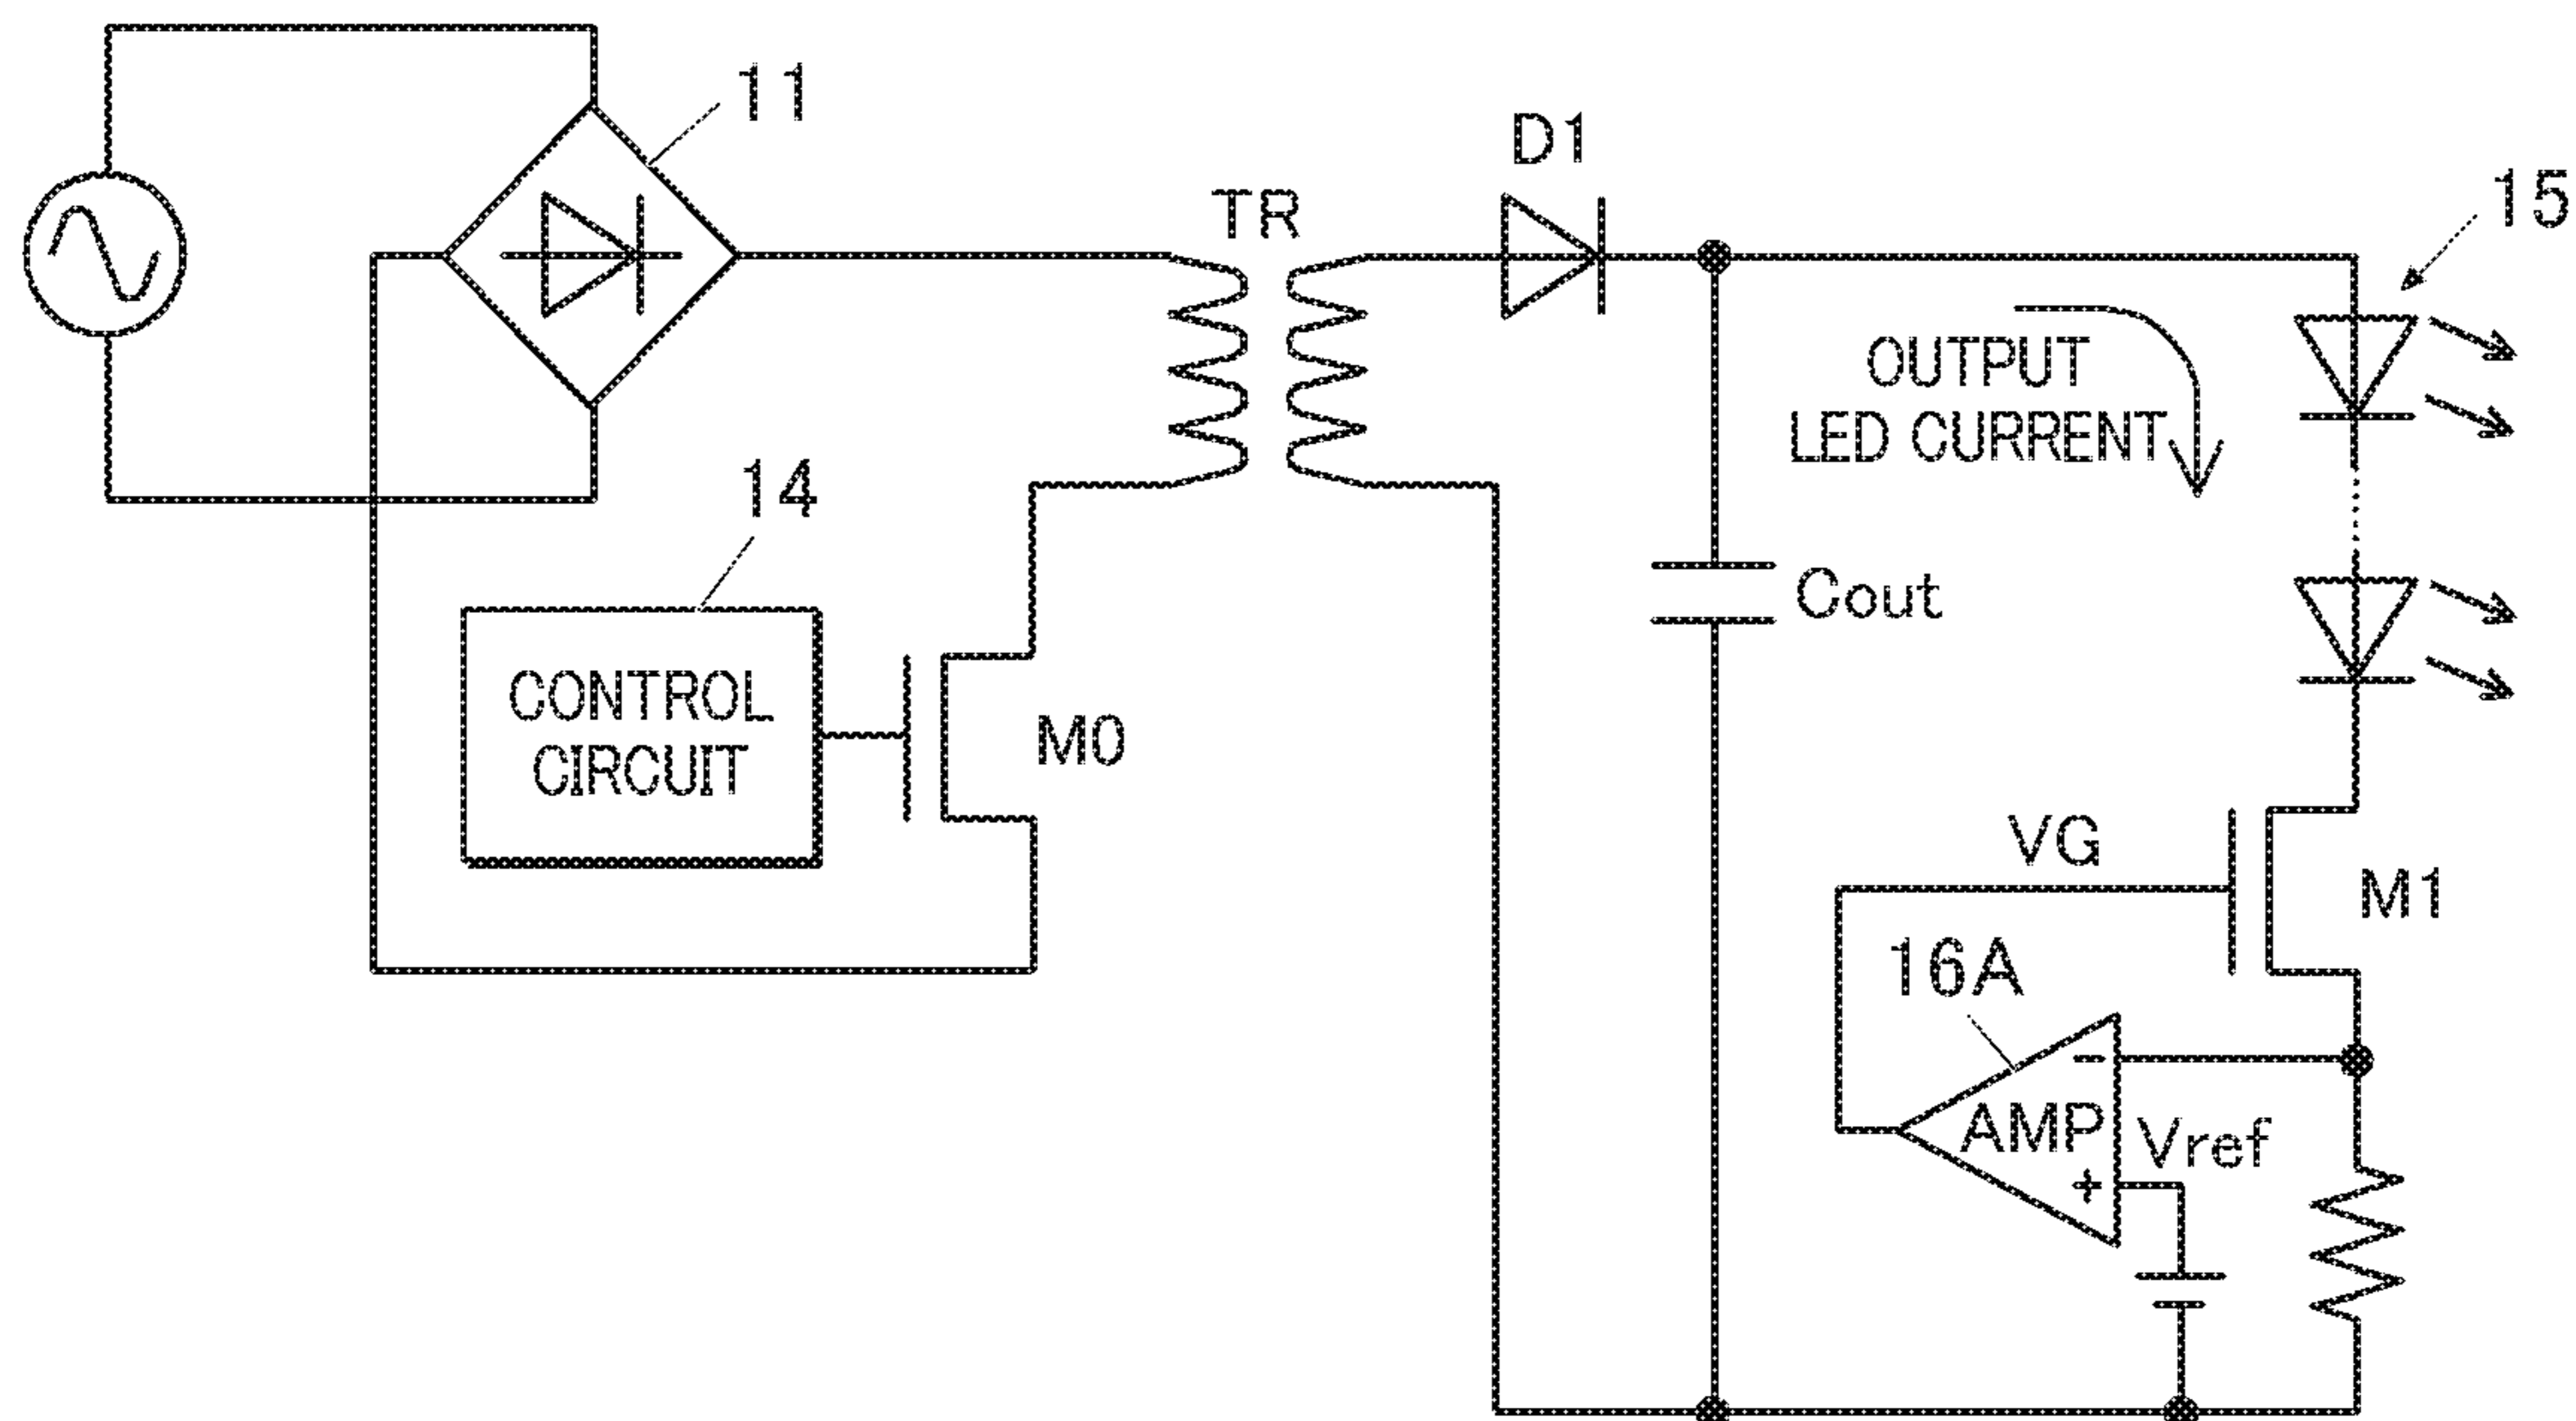 11
D1
TR
15
OUTPUT
LED CURRENT
14
Cout
CONTROL
CIRCUIT
M0
VG
M1
16A
−
AMP
Vref
+